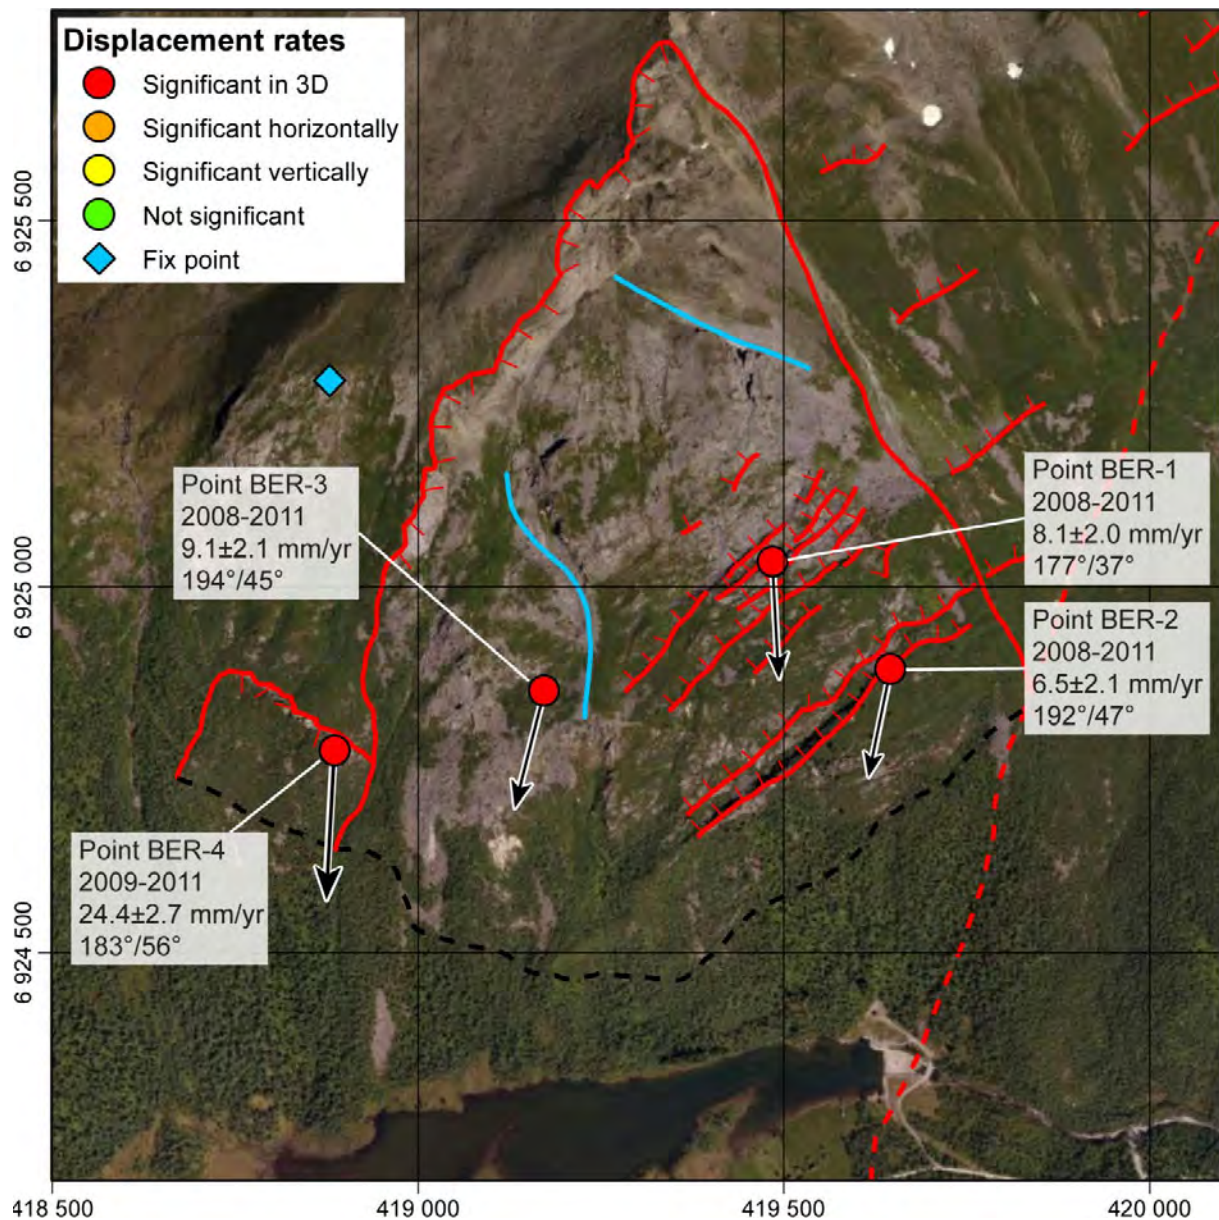 Displacement rates
Significant in 3D
Significant horizontally
Significant vertically
Not significant
Fix point
6 925 500
6 925 000
6 924 500
Point BER-3
2008-2011
9.1±2.1 mm/yr
194°/45°
Point BER-1
2008-2011
8.1±2.0 mm/yr
177°/37°
Point BER-2
2008-2011
6.5±2.1 mm/yr
192°/47°
Point BER-4
2009-2011
24.4±2.7 mm/yr
183°/56°
418 500
419 000
419 500
420 000